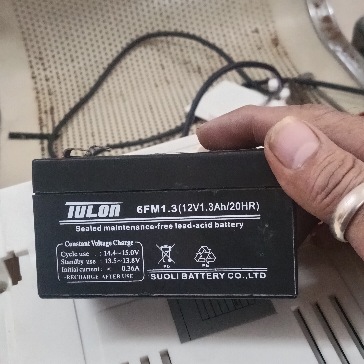 TULON
6FM1.3(12V1.3Ah/20HR)
Sealed maintenance-free lead-acid battery
Constant Voltage Charge
Cycle use : 14.4~15.0V
Standby use : 13.5~13.8V
Initial current: < 0.36A
-RECHARGE AFTER USE
Pb
SUOLI BATTERY CO.,LTD